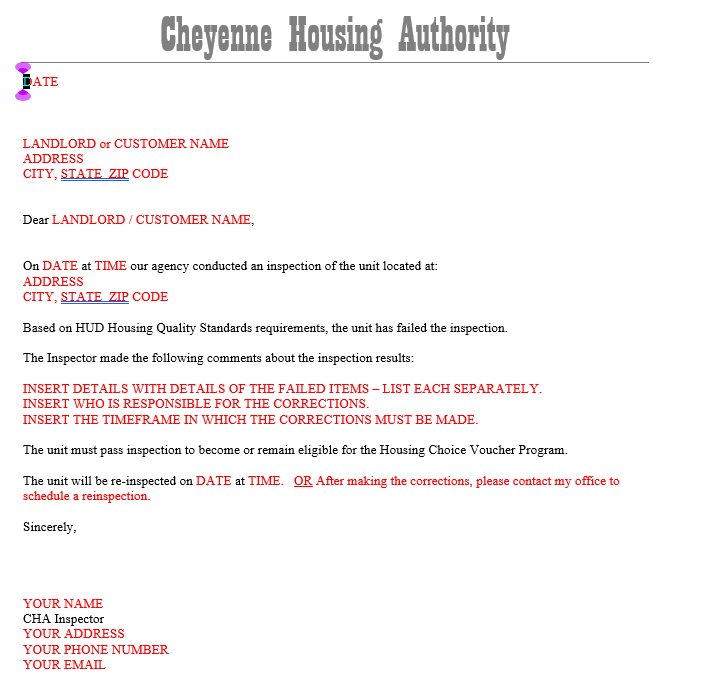 Cheyenne Housing Authority
DATE
LANDLORD or CUSTOMER NAME
ADDRESS
CITY, STATE ZIP CODE
Dear LANDLORD / CUSTOMER NAME,
On DATE at TIME our agency conducted an inspection of the unit located at:
ADDRESS
CITY, STATE ZIP CODE
Based on HUD Housing Quality Standards requirements, the unit has failed the inspection.
The Inspector made the following comments about the inspection results:
INSERT DETAILS WITH DETAILS OF THE FAILED ITEMS – LIST EACH SEPARATELY.
INSERT WHO IS RESPONSIBLE FOR THE CORRECTIONS.
INSERT THE TIMEFRAME IN WHICH THE CORRECTIONS MUST BE MADE.
The unit must pass inspection to become or remain eligible for the Housing Choice Voucher Program.
The unit will be re-inspected on DATE at TIME. OR After making the corrections, please contact my office to
schedule a reinspection.
Sincerely,
YOUR NAME
CHA Inspector
YOUR ADDRESS
YOUR PHONE NUMBER
YOUR EMAIL